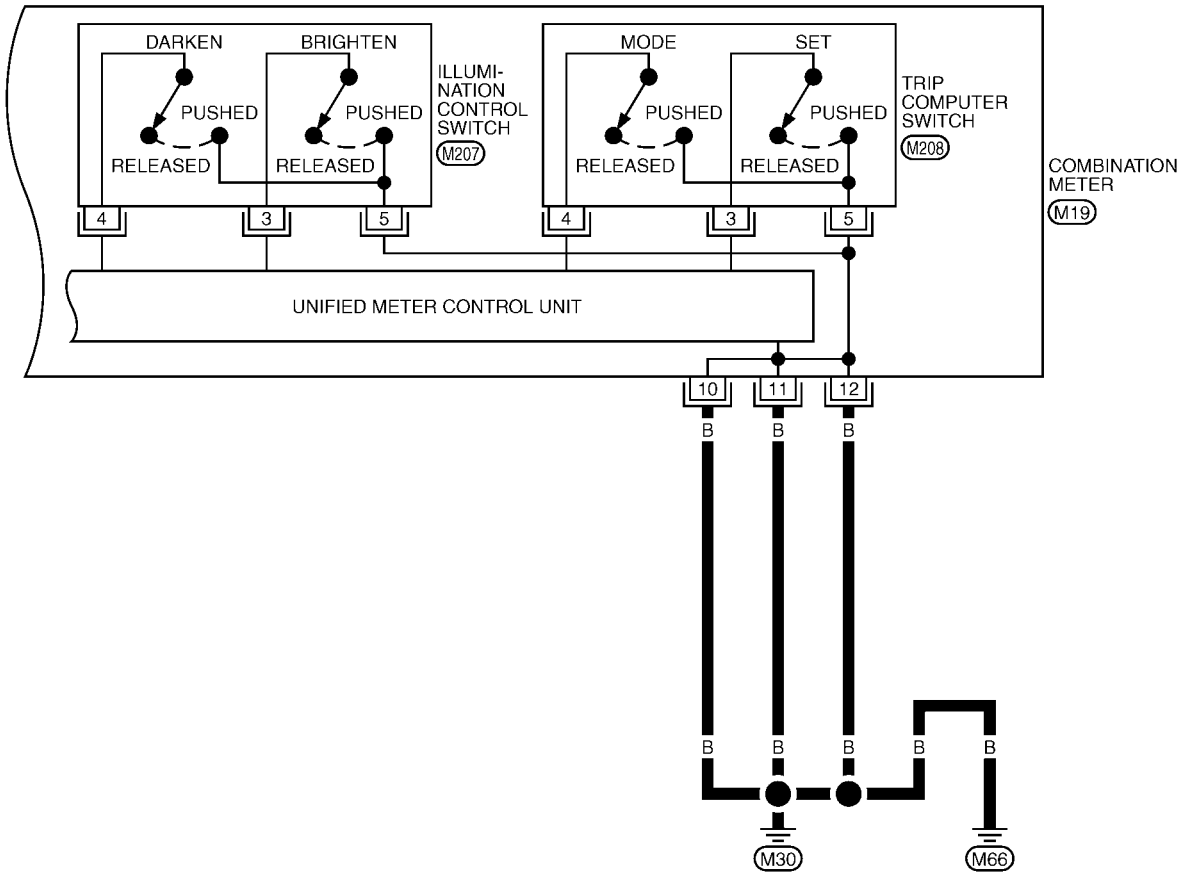 DARKEN
BRIGHTEN
PUSHED
PUSHED
RELEASED
RELEASED
ILLUMI-
NATION
CONTROL
SWITCH
M207
MODE
SET
PUSHED
PUSHED
RELEASED
RELEASED
TRIP
COMPUTER
SWITCH
M208
COMBINATION
METER
M19
4
3
5
4
3
5
UNIFIED METER CONTROL UNIT
10
11
12
B
B
B
B
B
B
B
B
M30
M66